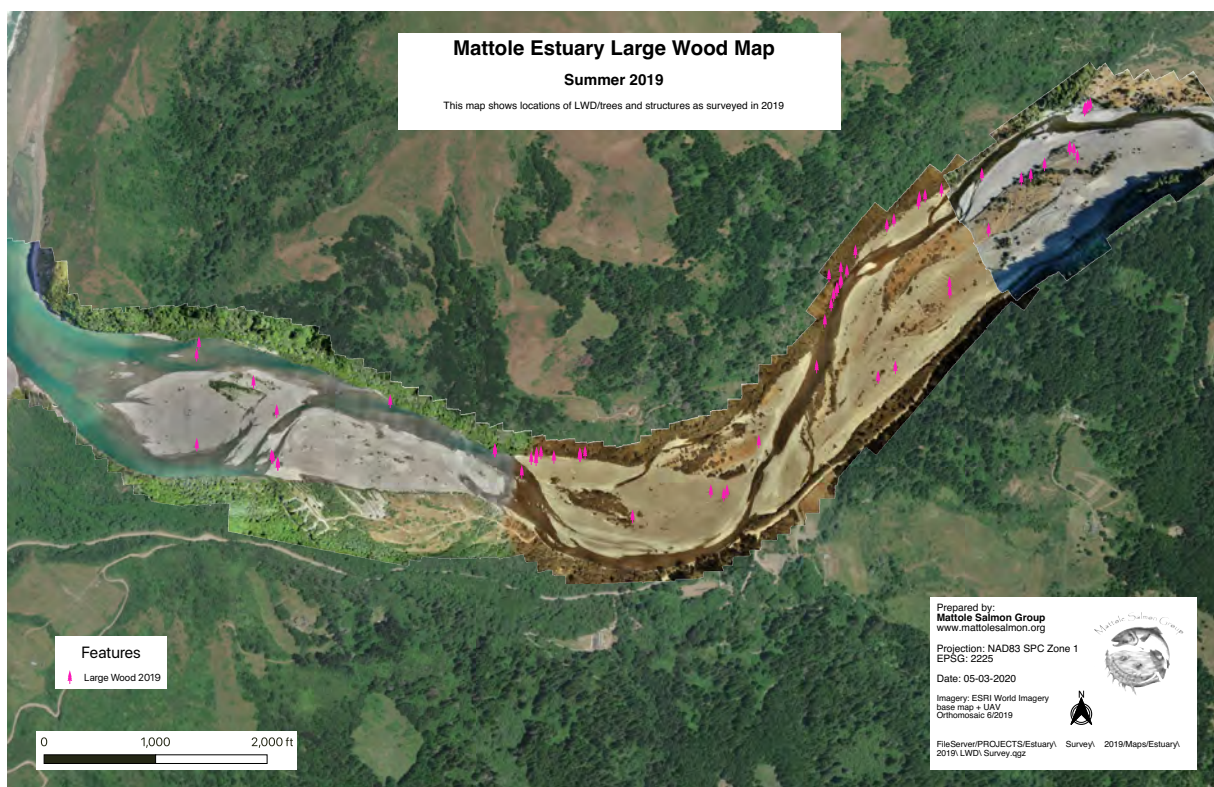 Mattole Estuary Large Wood Map
Summer 2019
This map shows locations of LWD/trees and structures as surveyed in 2019
Features
Large Wood 2019
0 1,000 2,000 ft
Prepared by:
Mattole Salmon Group
www.mattolesalmon.org
Projection: NAD83 SPC Zone 1
EPSG: 2225
Date: 05-03-2020
Imagery: ESRI World Imagery
base map + UAV
Orthomosaic 6/2019
N
Mattole Salmon Group
FileServer/PROJECTS/Estuary\ Survey\ 2019/Maps/Estuary\
2019\ LWD\ Survey.qgz